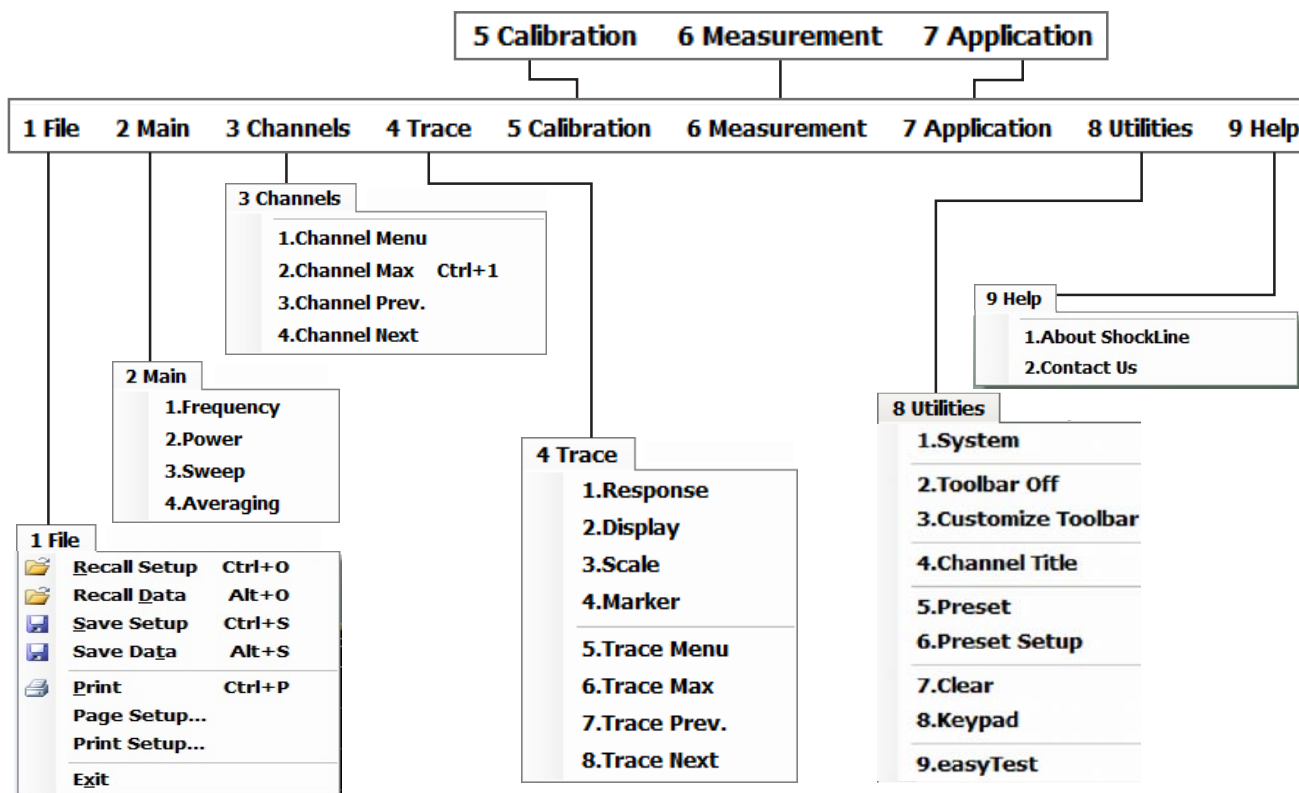 5 Calibration 6 Measurement 7 Application
1 File 2 Main 3 Channels 4 Trace 5 Calibration 6 Measurement 7 Application 8 Utilities 9 Help
3 Channels
1.Channel Menu
2.Channel Max Ctrl+1
3.Channel Prev.
4.Channel Next
9 Help
1.About ShockLine
2.Contact Us
2 Main
1.Frequency
2.Power
3.Sweep
4.Averaging
8 Utilities
1.System
2.Toolbar Off
3.Customize Toolbar
4.Channel Title
5.Preset
6.Preset Setup
7.Clear
8.Keypad
9.easyTest
4 Trace
1.Response
2.Display
3.Scale
4.Marker
5.Trace Menu
6.Trace Max
7.Trace Prev.
8.Trace Next
1 File
Recall Setup Ctrl+O
Recall Data Alt+O
Save Setup Ctrl+S
Save Data Alt+S
Print Ctrl+P
Page Setup...
Print Setup...
Exit